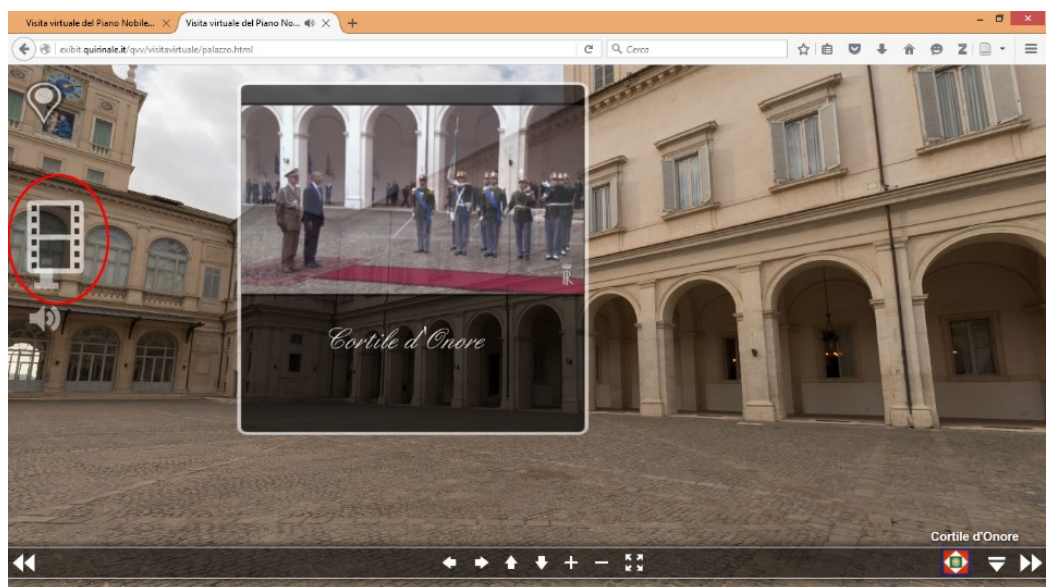 Visita virtuale del Piano Nobile...
Visita virtuale del Piano No...
exibit.quirinale.it/qvv/visitavirtuale/palazzo.html
Cerca
Cortile d'Onore
Cortile d'Onore